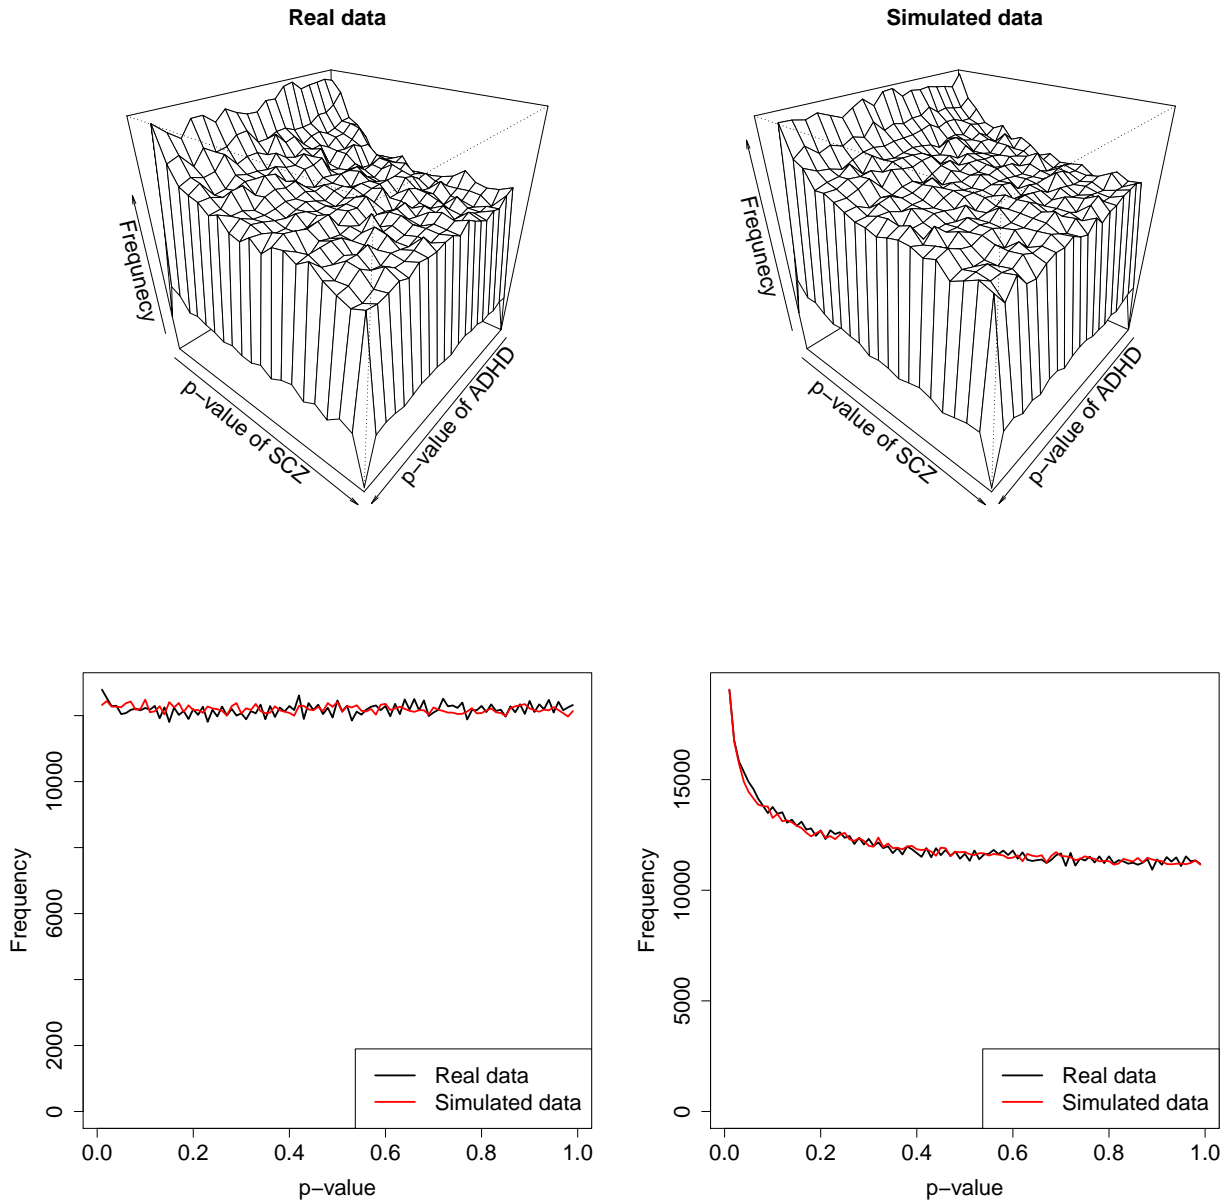 Real data
Simulated data
Frequnecy
p−value of SCZ
p−value of ADHD
Frequnecy
p−value of SCZ
p−value of ADHD
Frequency
0
2000
6000
10000
Real data
Simulated data
0.0 0.2 0.4 0.6 0.8 1.0
p−value
Frequency
0
5000
10000
15000
Real data
Simulated data
0.0 0.2 0.4 0.6 0.8 1.0
p−value